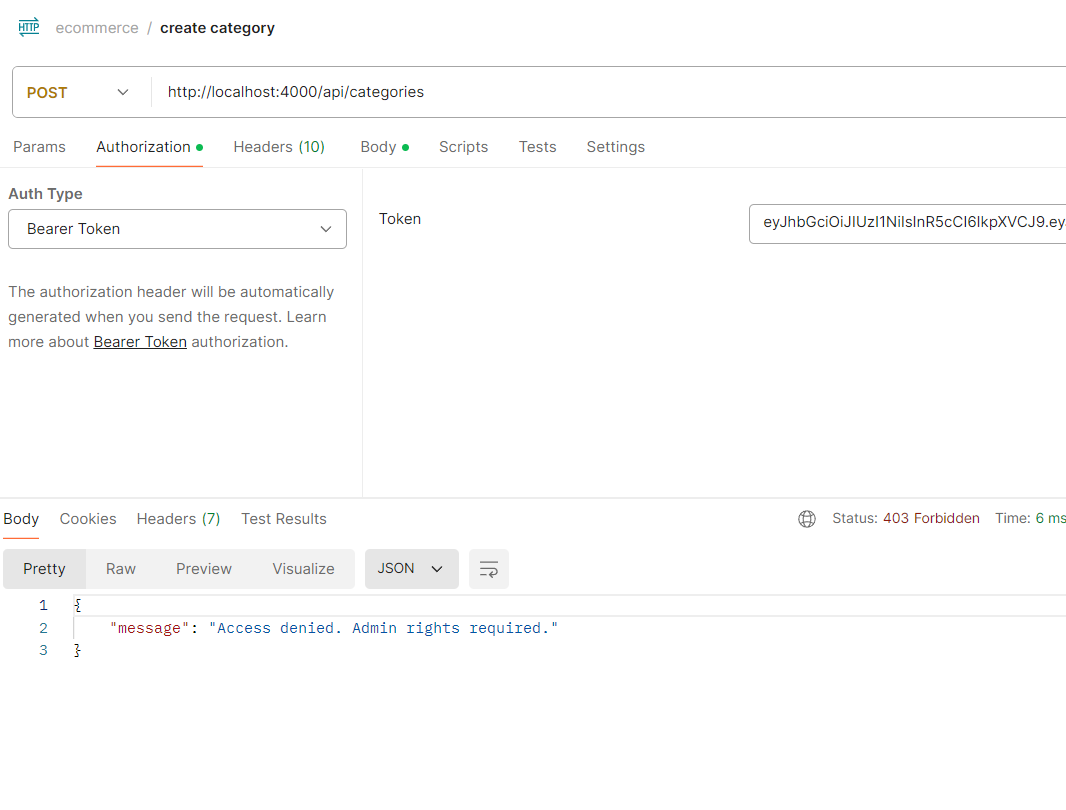 HTTP ecommerce / create category
POST http://localhost:4000/api/categories
Params Authorization Headers (10) Body Scripts Tests Settings
Auth Type
Bearer Token
Token
The authorization header will be automatically
generated when you send the request. Learn
more about Bearer Token authorization.
Body Cookies Headers (7) Test Results Status: 403 Forbidden Time: 6 ms
Pretty Raw Preview Visualize JSON
1 {
2 "message": "Access denied. Admin rights required."
3 }